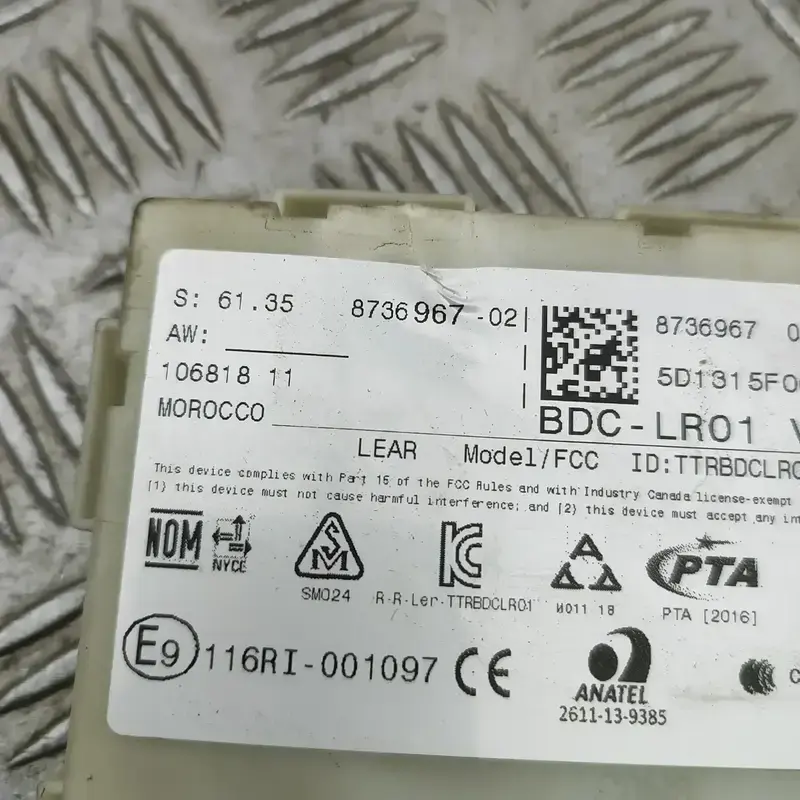 S: 61.35 8736967-02
AW:
106818 11
MOROCCO
8736967 0
5D1315F0
BDC-LR01 V
LEAR Model/FCC ID:TTRBDCLR0
This device complies with Part 15 of the FCC Rules and with Industry Canada license-exempt
(1) this device must not cause harmful interference; and (2) this device must accept any in
NOM
NYCE
SM
SM024
KC
R-R-Ler-TTRBDCLR01
A
W011 18
PTA
PTA [2016]
E9 116RI-001097 CE
ANATEL
2611-13-9385
C